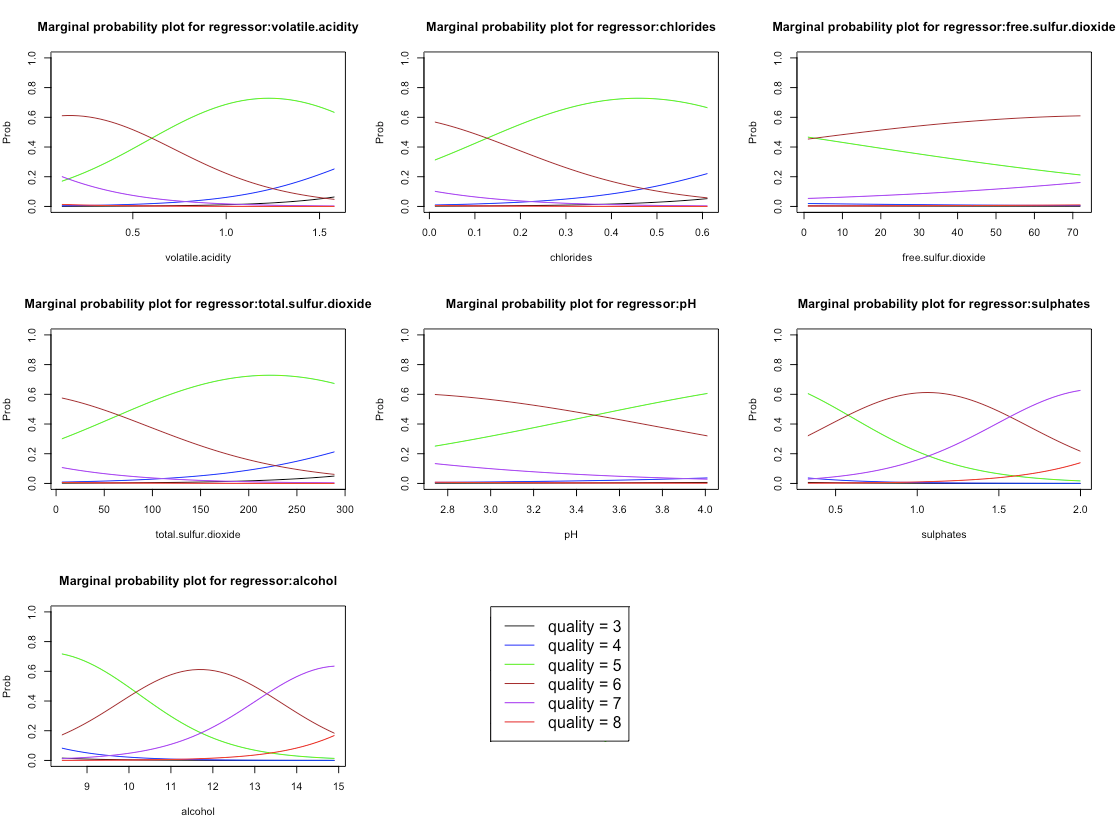 Marginal probability plot for regressor:volatile.acidity
Prob
0.0 0.2 0.4 0.6 0.8 1.0
0.5 1.0 1.5
volatile.acidity
Marginal probability plot for regressor:chlorides
Prob
0.0 0.2 0.4 0.6 0.8 1.0
0.0 0.1 0.2 0.3 0.4 0.5 0.6
chlorides
Marginal probability plot for regressor:free.sulfur.dioxide
Prob
0.0 0.2 0.4 0.6 0.8 1.0
0 10 20 30 40 50 60 70
free.sulfur.dioxide
Marginal probability plot for regressor:total.sulfur.dioxide
Prob
0.0 0.2 0.4 0.6 0.8 1.0
0 50 100 150 200 250 300
total.sulfur.dioxide
Marginal probability plot for regressor:pH
Prob
0.0 0.2 0.4 0.6 0.8 1.0
2.8 3.0 3.2 3.4 3.6 3.8 4.0
pH
Marginal probability plot for regressor:sulphates
Prob
0.0 0.2 0.4 0.6 0.8 1.0
0.5 1.0 1.5 2.0
sulphates
Marginal probability plot for regressor:alcohol
Prob
0.0 0.2 0.4 0.6 0.8 1.0
9 10 11 12 13 14 15
alcohol
quality = 3
quality = 4
quality = 5
quality = 6
quality = 7
quality = 8